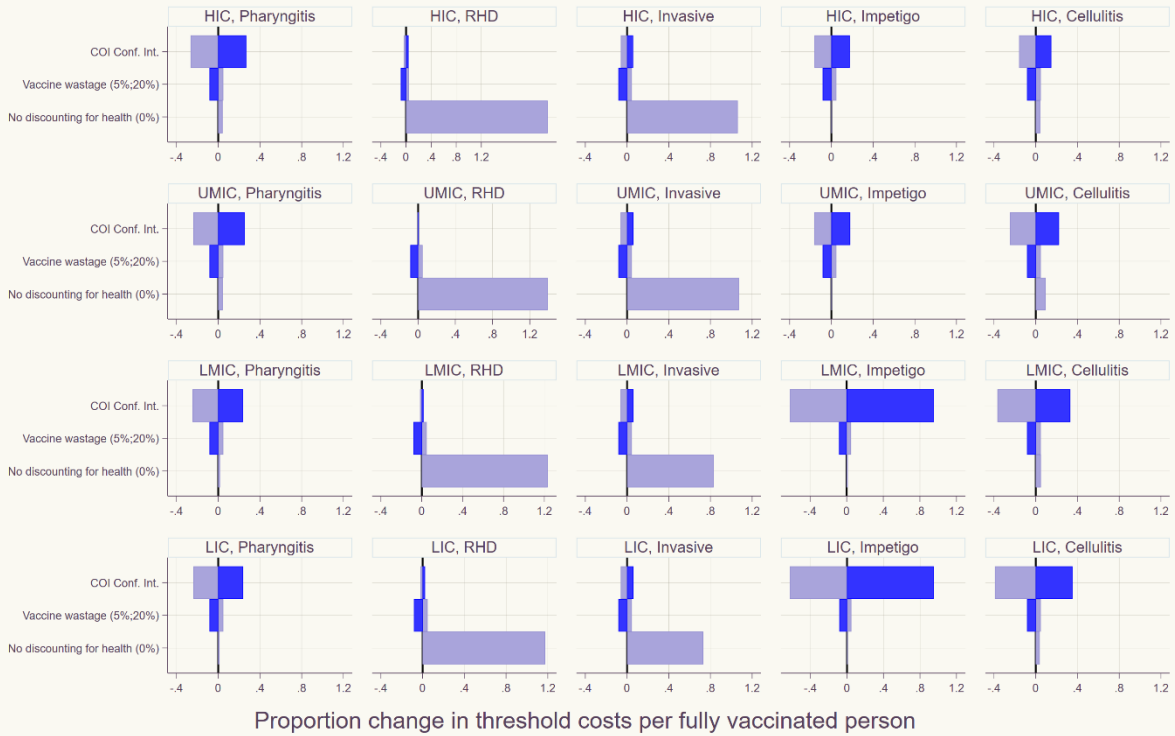 HIC, Pharyngitis HIC, RHD HIC, Invasive HIC, Impetigo HIC, Cellulitis
COI Conf. Int.
Vaccine wastage (5%;20%)
No discounting for health (0%)
-.4 0 .4 .8 1.2 -.4 0 .4 .8 1.2 -.4 0 .4 .8 1.2 -.4 0 .4 .8 1.2 -.4 0 .4 .8 1.2
UMIC, Pharyngitis UMIC, RHD UMIC, Invasive UMIC, Impetigo UMIC, Cellulitis
COI Conf. Int.
Vaccine wastage (5%;20%)
No discounting for health (0%)
-.4 0 .4 .8 1.2 -.4 0 .4 .8 1.2 -.4 0 .4 .8 1.2 -.4 0 .4 .8 1.2 -.4 0 .4 .8 1.2
LMIC, Pharyngitis LMIC, RHD LMIC, Invasive LMIC, Impetigo LMIC, Cellulitis
COI Conf. Int.
Vaccine wastage (5%;20%)
No discounting for health (0%)
-.4 0 .4 .8 1.2 -.4 0 .4 .8 1.2 -.4 0 .4 .8 1.2 -.4 0 .4 .8 1.2 -.4 0 .4 .8 1.2
LIC, Pharyngitis LIC, RHD LIC, Invasive LIC, Impetigo LIC, Cellulitis
COI Conf. Int.
Vaccine wastage (5%;20%)
No discounting for health (0%)
-.4 0 .4 .8 1.2 -.4 0 .4 .8 1.2 -.4 0 .4 .8 1.2 -.4 0 .4 .8 1.2 -.4 0 .4 .8 1.2
Proportion change in threshold costs per fully vaccinated person